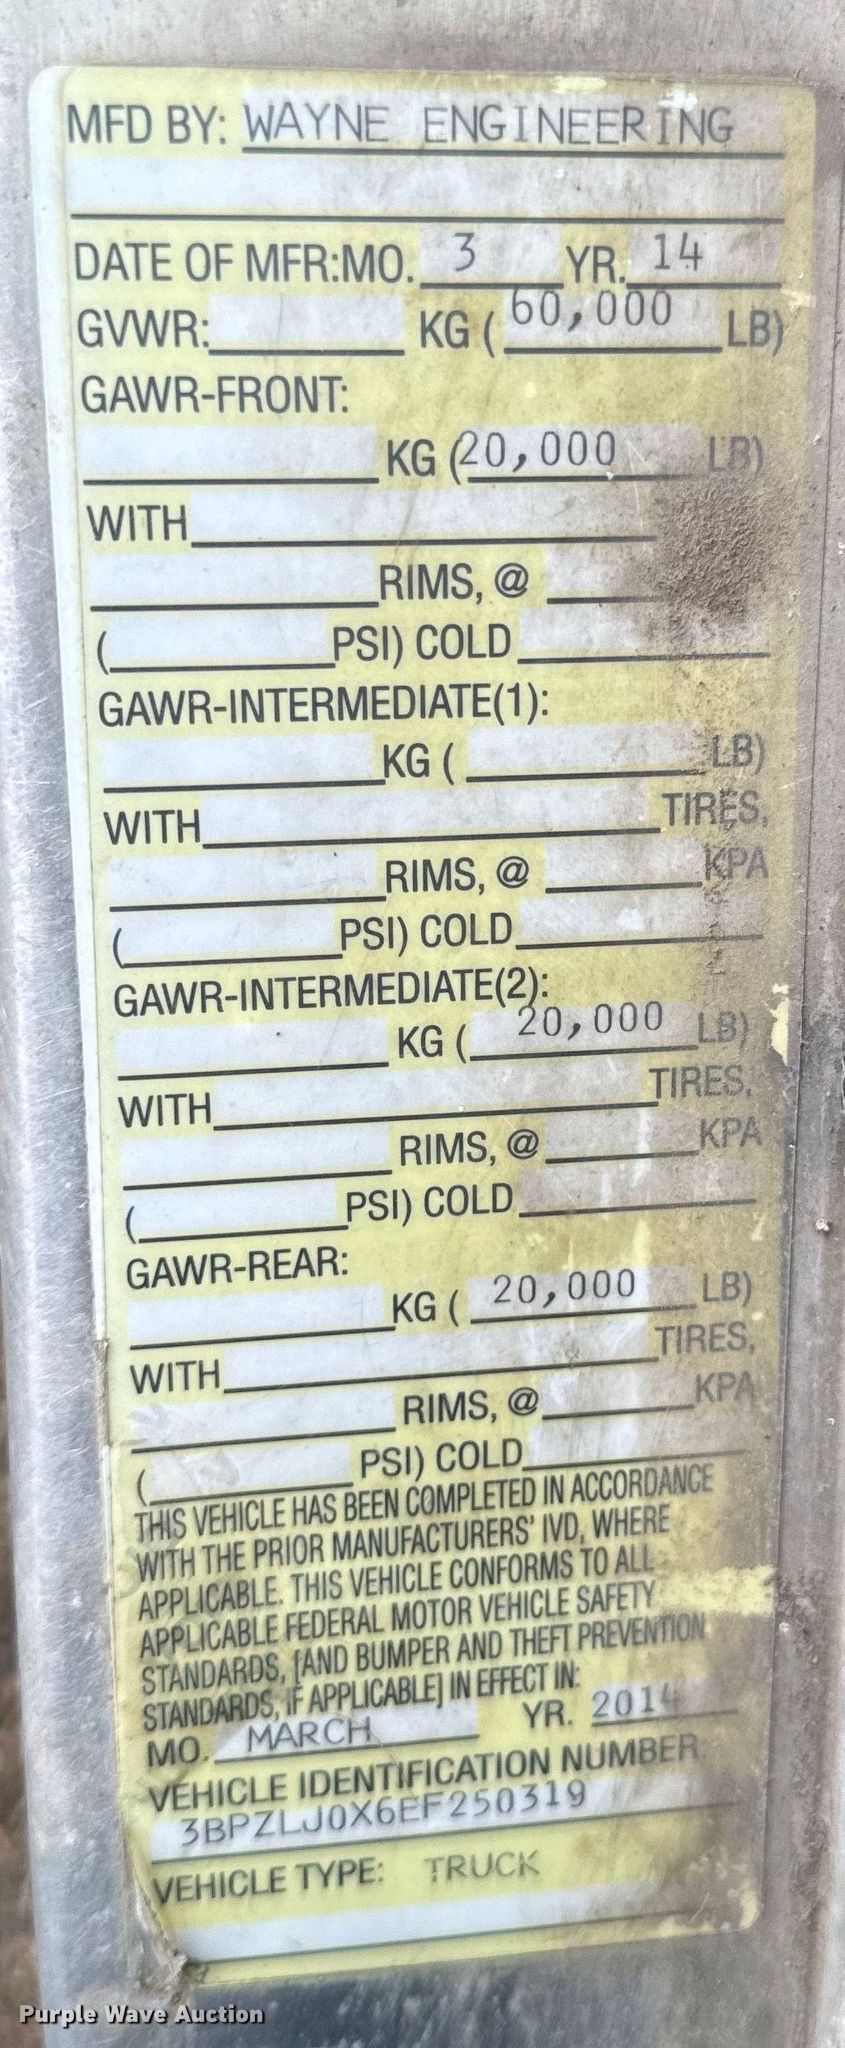 MFD BY: WAYNE ENGINEERING
DATE OF MFR:MO. 3 YR. 14
GVWR: KG ( 60,000 LB)
GAWR-FRONT:
KG (20,000 LB)
WITH
RIMS, @
( PSI) COLD
GAWR-INTERMEDIATE(1):
KG ( LB)
WITH TIRES,
RIMS, @ KPA
( PSI) COLD
GAWR-INTERMEDIATE(2):
KG ( 20,000 LB)
WITH TIRES,
RIMS, @ KPA
( PSI) COLD
GAWR-REAR:
KG ( 20,000 LB)
WITH TIRES,
RIMS, @ KPA
( PSI) COLD
THIS VEHICLE HAS BEEN COMPLETED IN ACCORDANCE
WITH THE PRIOR MANUFACTURERS' IVD, WHERE
APPLICABLE. THIS VEHICLE CONFORMS TO ALL
APPLICABLE FEDERAL MOTOR VEHICLE SAFETY
STANDARDS, [AND BUMPER AND THEFT PREVENTION
STANDARDS, IF APPLICABLE] IN EFFECT IN:
MO. MARCH YR. 2014
VEHICLE IDENTIFICATION NUMBER
3BPZLJ0X6EF250319
VEHICLE TYPE: TRUCK
Purple Wave Auction